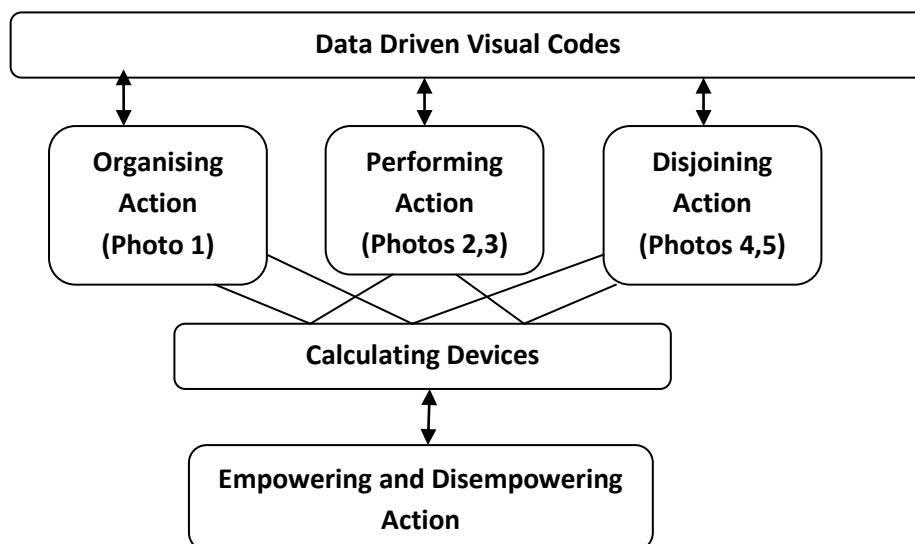 Data Driven Visual Codes
Organising
Action
(Photo 1)
Performing
Action
(Photos 2,3)
Disjoining
Action
(Photos 4,5)
Calculating Devices
Empowering and Disempowering
Action